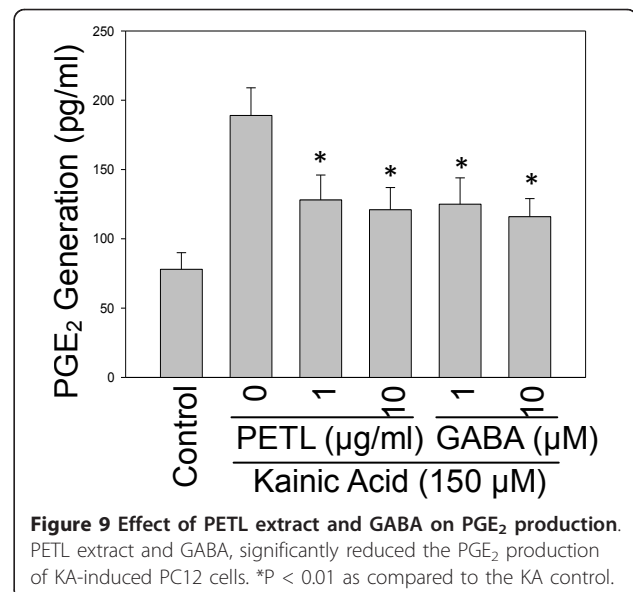 PGE₂ Generation (pg/ml)
250
200
150
100
50
0
* * * *
Control 0 1 10 1 10
PETL (µg/ml) GABA (µM)
Kainic Acid (150 µM)
Figure 9 Effect of PETL extract and GABA on PGE₂ production.
PETL extract and GABA, significantly reduced the PGE₂ production
of KA-induced PC12 cells. *P < 0.01 as compared to the KA control.